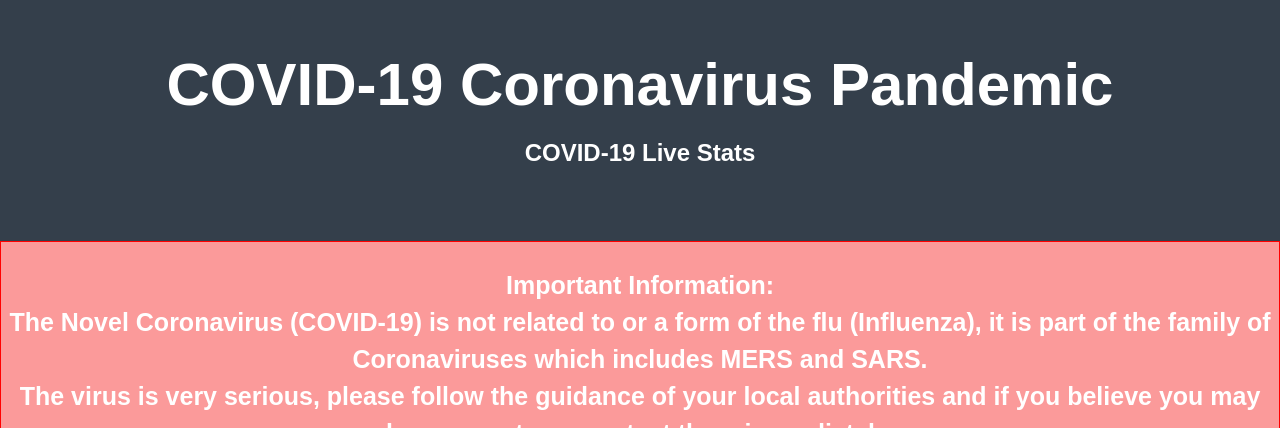 COVID-19 Coronavirus Pandemic
COVID-19 Live Stats
Important Information:
The Novel Coronavirus (COVID-19) is not related to or a form of the flu (Influenza), it is part of the family of
Coronaviruses which includes MERS and SARS.
The virus is very serious, please follow the guidance of your local authorities and if you believe you may